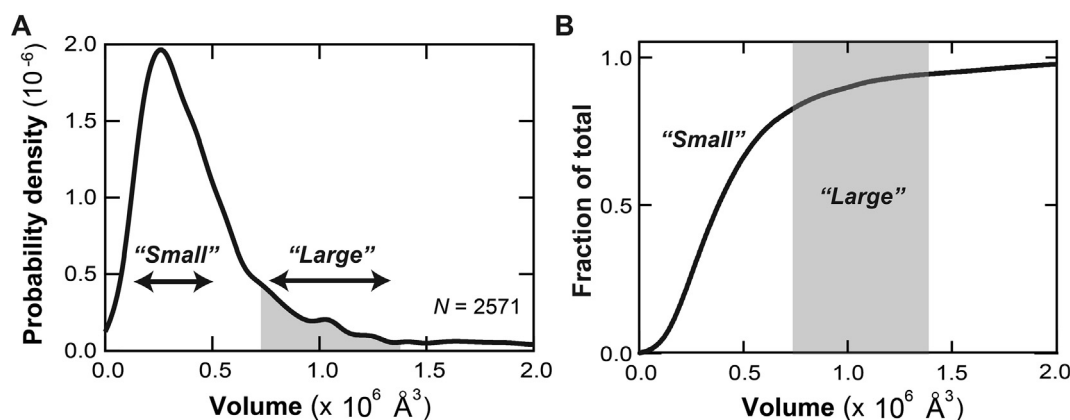 A
Probability density (10⁻⁶)
2.0
1.5
1.0
0.5
0.0
“Small”
“Large”
N = 2571
0.0 0.5 1.0 1.5 2.0
Volume (x 10⁶ Å³)
B
Fraction of total
1.0
0.5
0.0
“Small”
“Large”
0.0 0.5 1.0 1.5 2.0
Volume (x 10⁶ Å³)